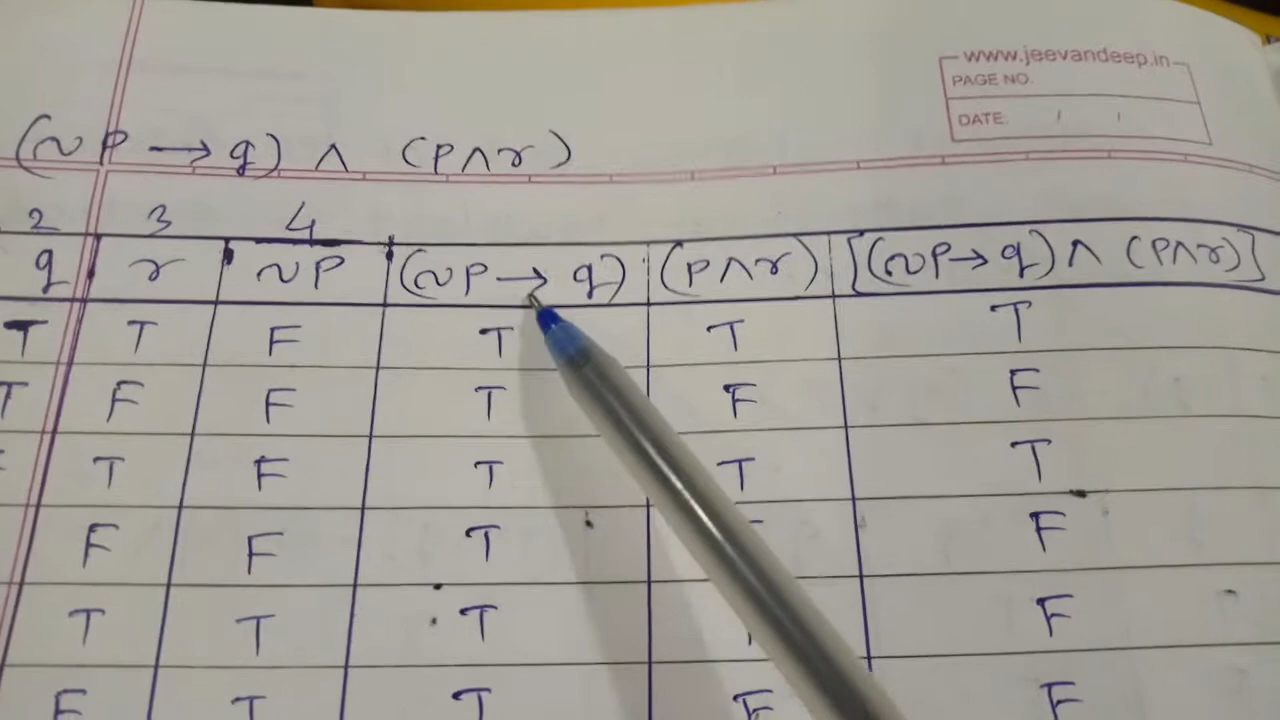 www.jeevandeep.in
PAGE NO.
DATE: / /
(~p → q) ∧ (p∧r)
2 3 4
q r ~p (~p → q) (p∧r) [(~p→ q) ∧ (p∧r)]
T T F T T T
T F F T F F
T F T T T
F F T F
T T T F
F T T F F